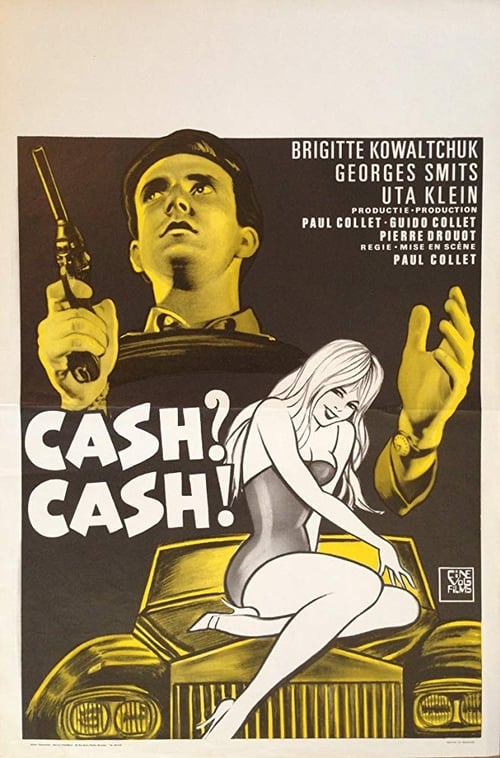 BRIGITTE KOWALTCHUK
GEORGES SMITS
UTA KLEIN
PRODUCTIE • PRODUCTION
PAUL COLLET • GUIDO COLLET
PIERRE DROUOT
REGIE • MISE EN SCÈNE
PAUL COLLET
CASH?
CASH!
CINÉ
VOG
FILMS